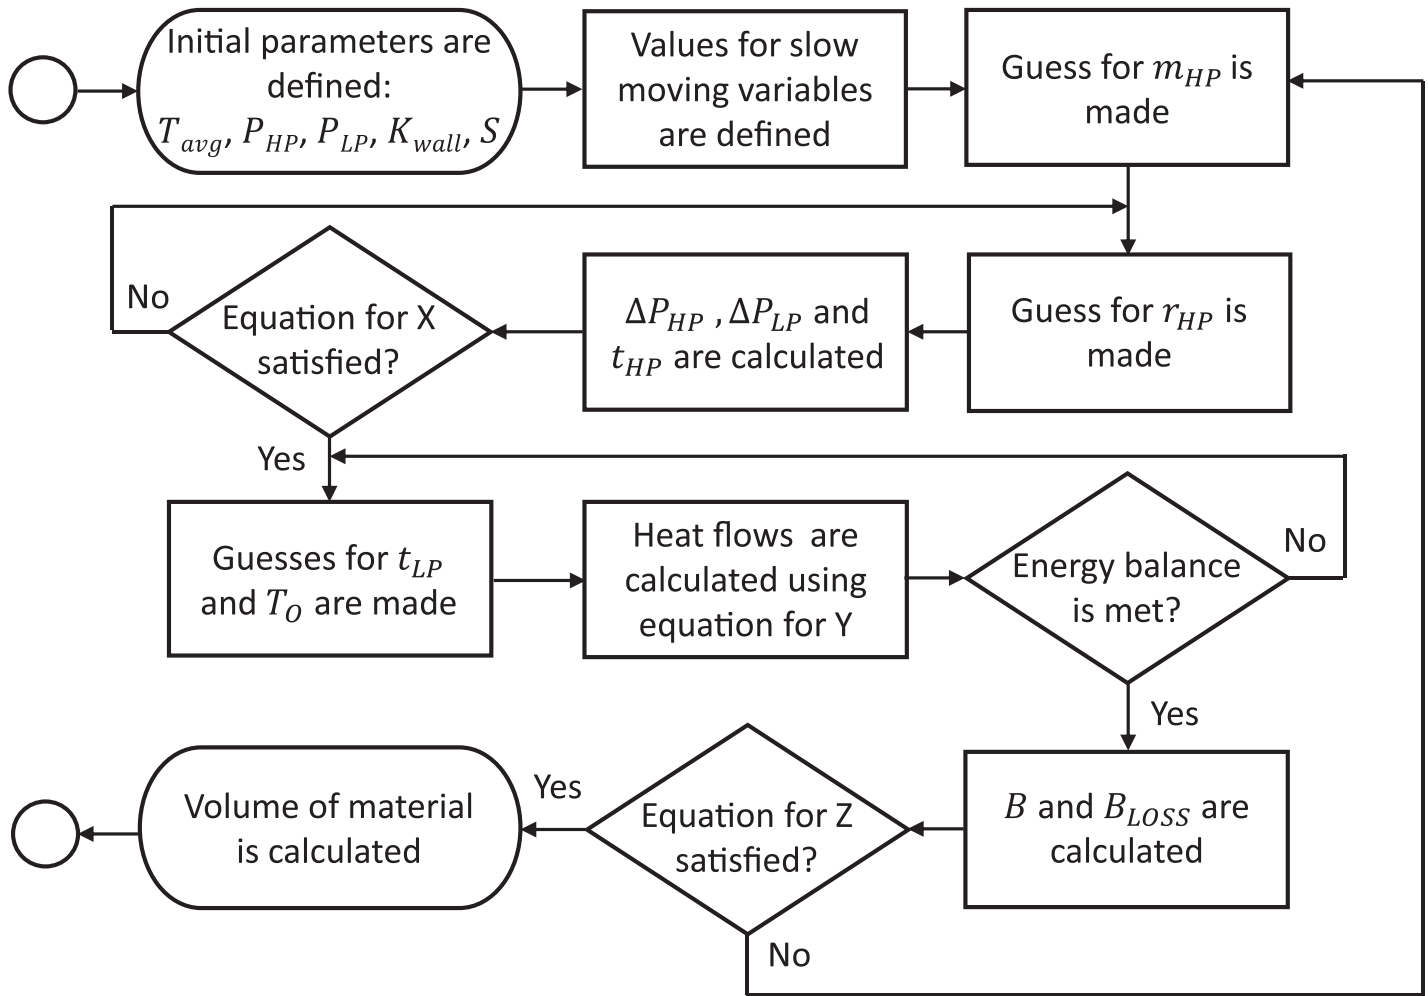 Initial parameters are
defined:
T_avg, P_HP, P_LP, K_wall, S
Values for slow
moving variables
are defined
Guess for m_HP is
made
No
Equation for X
satisfied?
ΔP_HP , ΔP_LP and
t_HP are calculated
Guess for r_HP is
made
Yes
Guesses for t_LP
and T_O are made
Heat flows are
calculated using
equation for Y
Energy balance
is met?
No
Yes
Volume of material
is calculated
Yes
Equation for Z
satisfied?
B and B_LOSS are
calculated
No